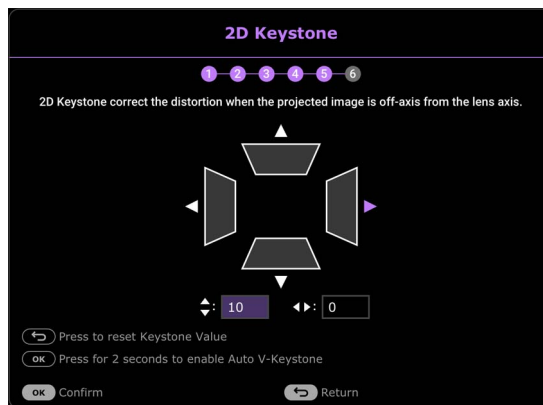 2D Keystone
1 2 3 4 5 6
2D Keystone correct the distortion when the projected image is off-axis from the lens axis.
: 10 : 0
Press to reset Keystone Value
OK Press for 2 seconds to enable Auto V-Keystone
OK Confirm Return